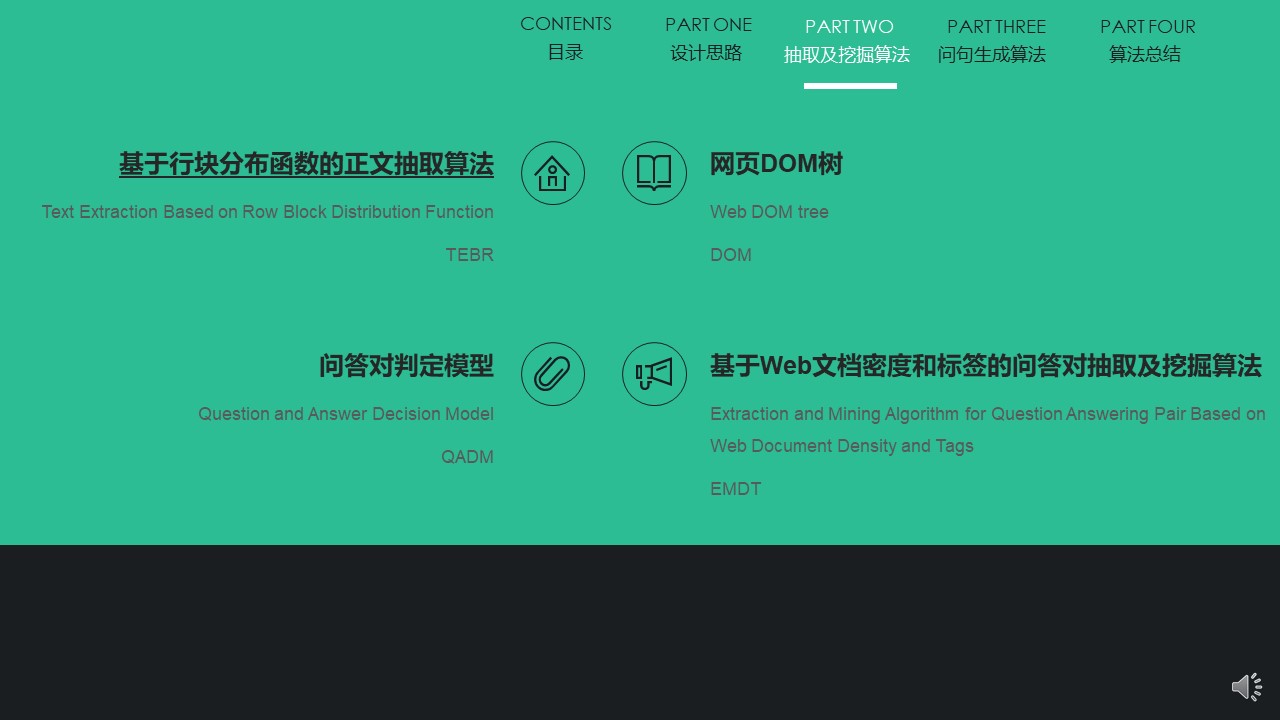 CONTENTS
目录
PART ONE
设计思路
PART TWO
抽取及挖掘算法
PART THREE
问句生成算法
PART FOUR
算法总结
基于行块分布函数的正文抽取算法
Text Extraction Based on Row Block Distribution Function
TEBR
网页DOM树
Web DOM tree
DOM
问答对判定模型
Question and Answer Decision Model
QADM
基于Web文档密度和标签的问答对抽取及挖掘算法
Extraction and Mining Algorithm for Question Answering Pair Based on
Web Document Density and Tags
EMDT